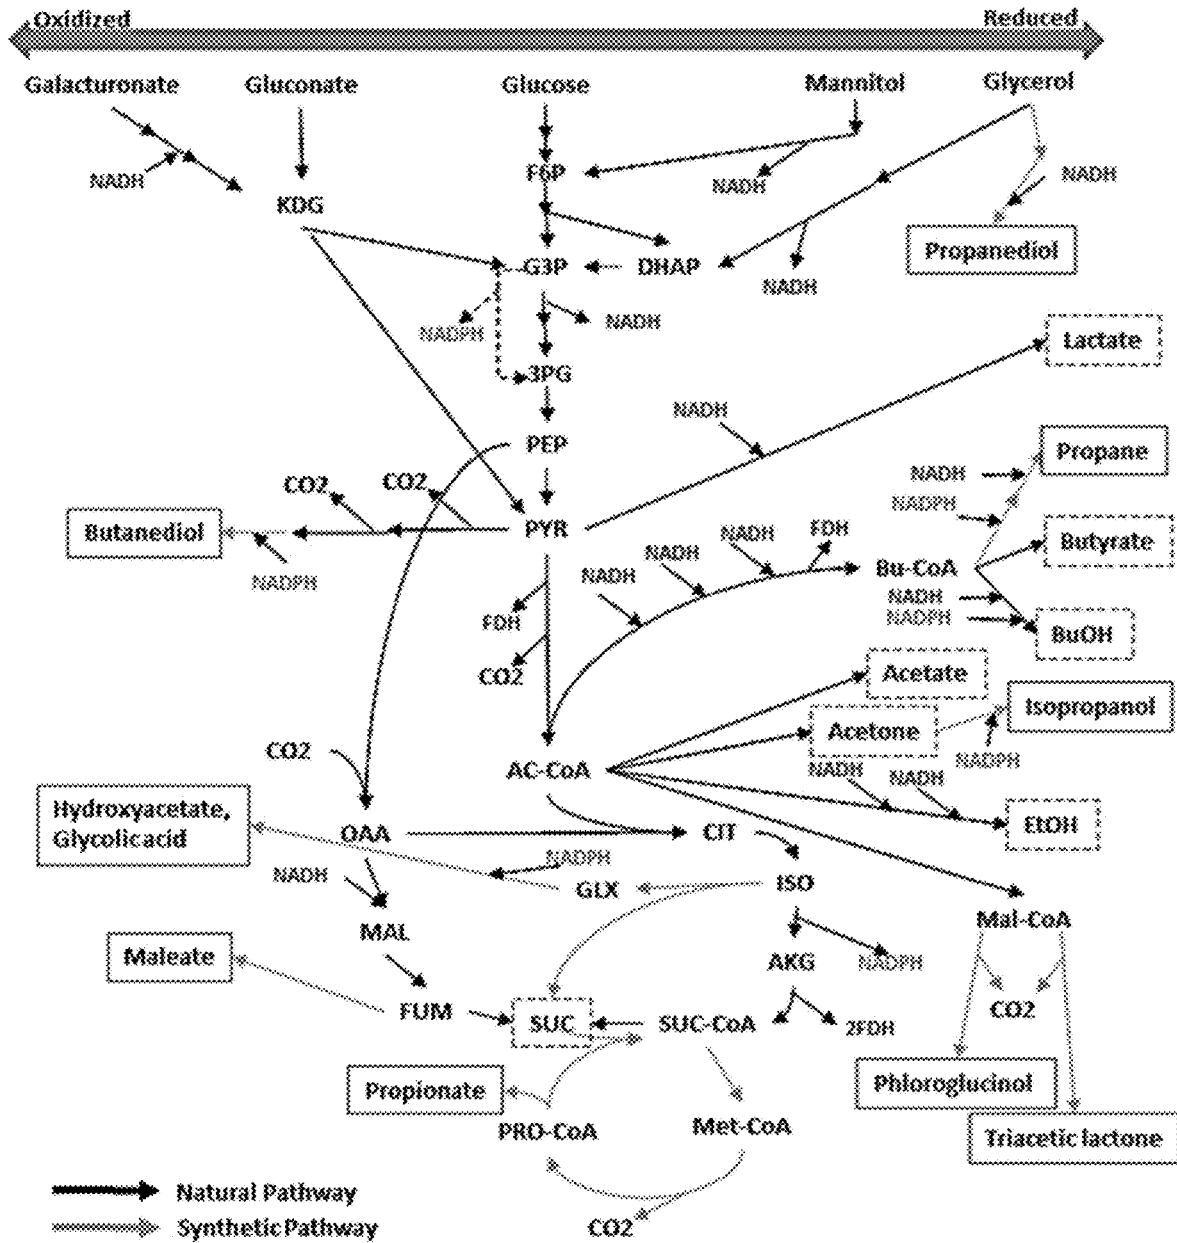 Oxidized
Reduced
Galacturonate
Gluconate
Glucose
Mannitol
Glycerol
NADH
F6P
NADH
NADH
KDG
Propanediol
G3P
DHAP
NADH
NADPH
NADH
Lactate
3PG
NADH
PEP
Propane
NADH
CO2
CO2
NADPH
Butanediol
PYR
NADH
FDH
Butyrate
NADH
NADH
Bu-CoA
NADPH
NADH
NADPH
FDH
BuOH
CO2
Acetate
Isopropanol
Acetone
CO2
AC-CoA
NADPH
NADH
NADH
Hydroxyacetate,
Glycolicacid
OAA
CIT
EtOH
NADPH
NADH
GLX
ISO
MAL
Mal-CoA
Maleate
AKG
NADPH
FUM
SUC
SUC-CoA
2FDH
CO2
Propionate
Phloroglucinol
PRO-CoA
Met-CoA
Triacetic lactone
Natural Pathway
Synthetic Pathway
CO2